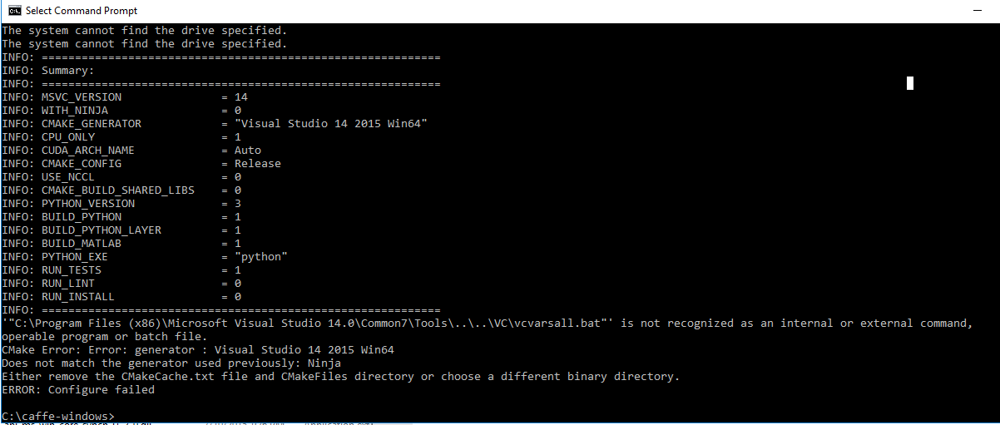 Select Command Prompt
The system cannot find the drive specified.
The system cannot find the drive specified.
INFO: ============================================================
INFO: Summary:
INFO: ============================================================
INFO: MSVC_VERSION = 14
INFO: WITH_NINJA = 0
INFO: CMAKE_GENERATOR = "Visual Studio 14 2015 Win64"
INFO: CPU_ONLY = 1
INFO: CUDA_ARCH_NAME = Auto
INFO: CMAKE_CONFIG = Release
INFO: USE_NCCL = 0
INFO: CMAKE_BUILD_SHARED_LIBS = 0
INFO: PYTHON_VERSION = 3
INFO: BUILD_PYTHON = 1
INFO: BUILD_PYTHON_LAYER = 1
INFO: BUILD_MATLAB = 1
INFO: PYTHON_EXE = "python"
INFO: RUN_TESTS = 1
INFO: RUN_LINT = 0
INFO: RUN_INSTALL = 0
INFO: ============================================================
'"C:\Program Files (x86)\Microsoft Visual Studio 14.0\Common7\Tools\..\..\VC\vcvarsall.bat"' is not recognized as an internal or external command,
operable program or batch file.
CMake Error: Error: generator : Visual Studio 14 2015 Win64
Does not match the generator used previously: Ninja
Either remove the CMakeCache.txt file and CMakeFiles directory or choose a different binary directory.
ERROR: Configure failed
C:\caffe-windows>